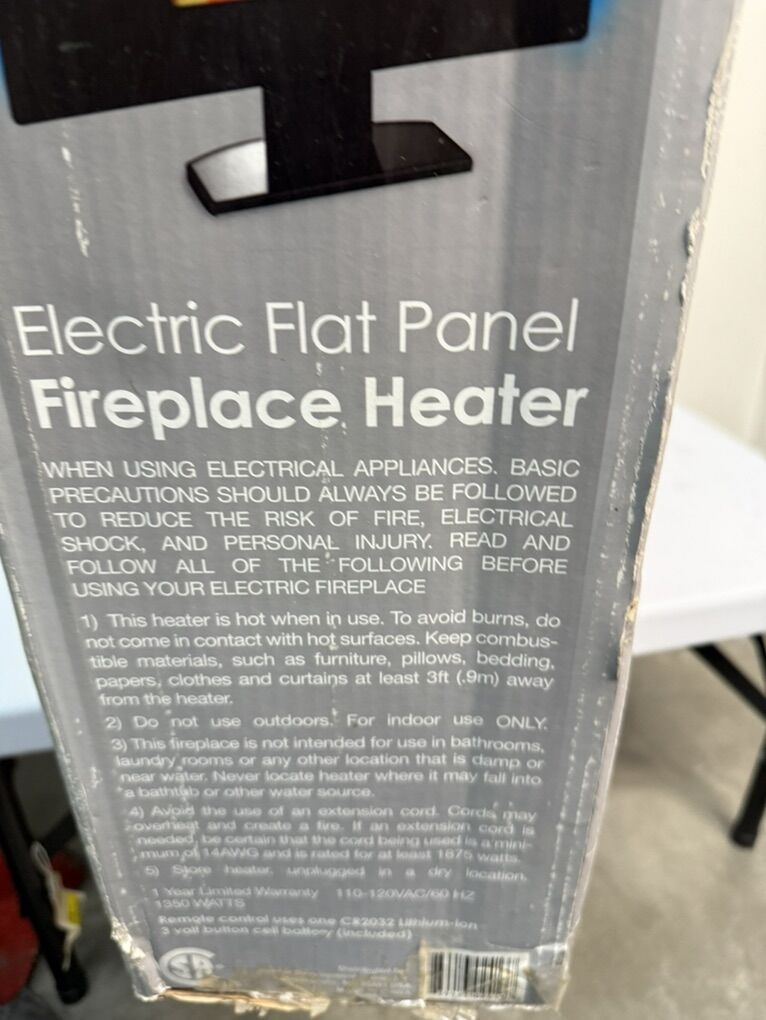 Electric Flat Panel
Fireplace Heater
WHEN USING ELECTRICAL APPLIANCES. BASIC
PRECAUTIONS SHOULD ALWAYS BE FOLLOWED
TO REDUCE THE RISK OF FIRE, ELECTRICAL
SHOCK, AND PERSONAL INJURY. READ AND
FOLLOW ALL OF THE FOLLOWING BEFORE
USING YOUR ELECTRIC FIREPLACE
1) This heater is hot when in use. To avoid burns, do
not come in contact with hot surfaces. Keep combus-
tible materials, such as furniture, pillows, bedding,
papers, clothes and curtains at least 3ft (.9m) away
from the heater.
2) Do not use outdoors. For indoor use ONLY.
3) This fireplace is not intended for use in bathrooms,
laundry rooms or any other location that is damp or
near water. Never locate heater where it may fall into
a bathtub or other water source.
4) Avoid the use of an extension cord. Cords may
overheat and create a fire. If an extension cord is
needed, be certain that the cord being used is a mini-
mum of 14AWG and is rated for at least 1875 watts.
5) Store heater, unplugged in a dry location.
1 Year Limited Warranty 110-120VAC/60 HZ
1350 WATTS
Remote control uses one CR2032 Lithium-Ion
3 volt button cell battery (included)
Distributed by